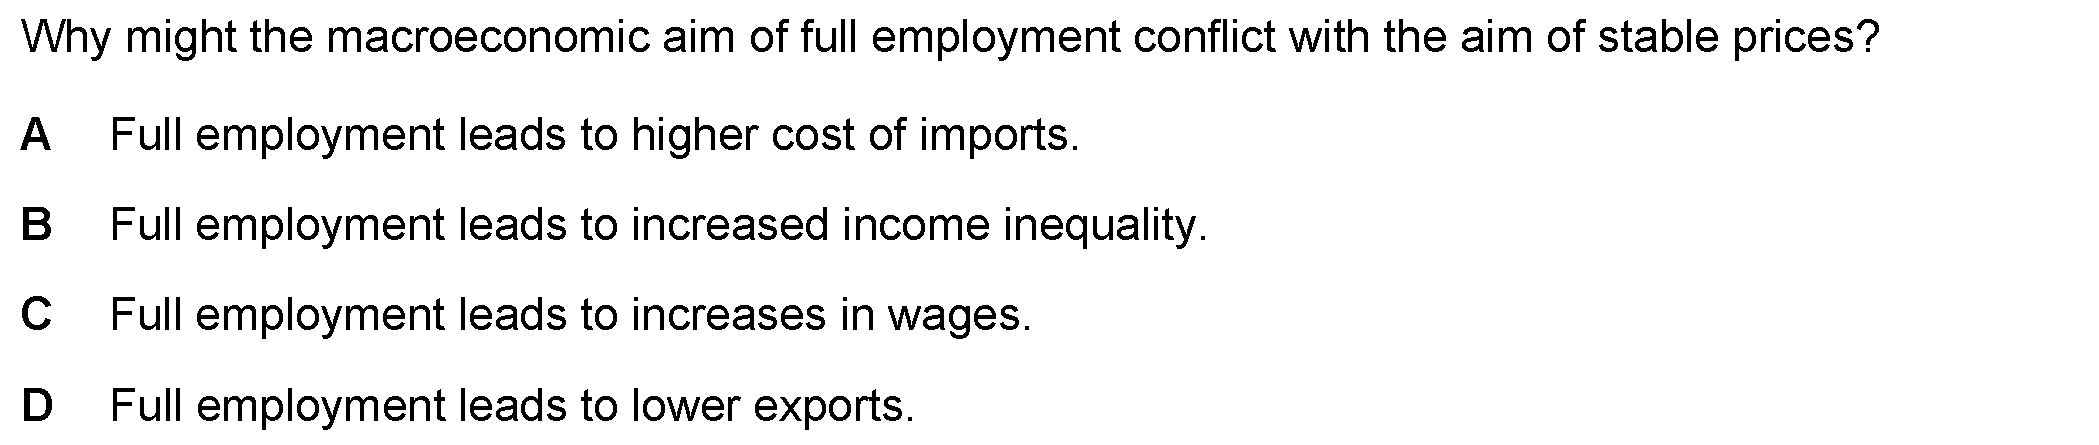 Why might the macroeconomic aim of full employment conflict with the aim of stable prices?
A Full employment leads to higher cost of imports.
B Full employment leads to increased income inequality.
C Full employment leads to increases in wages.
D Full employment leads to lower exports.